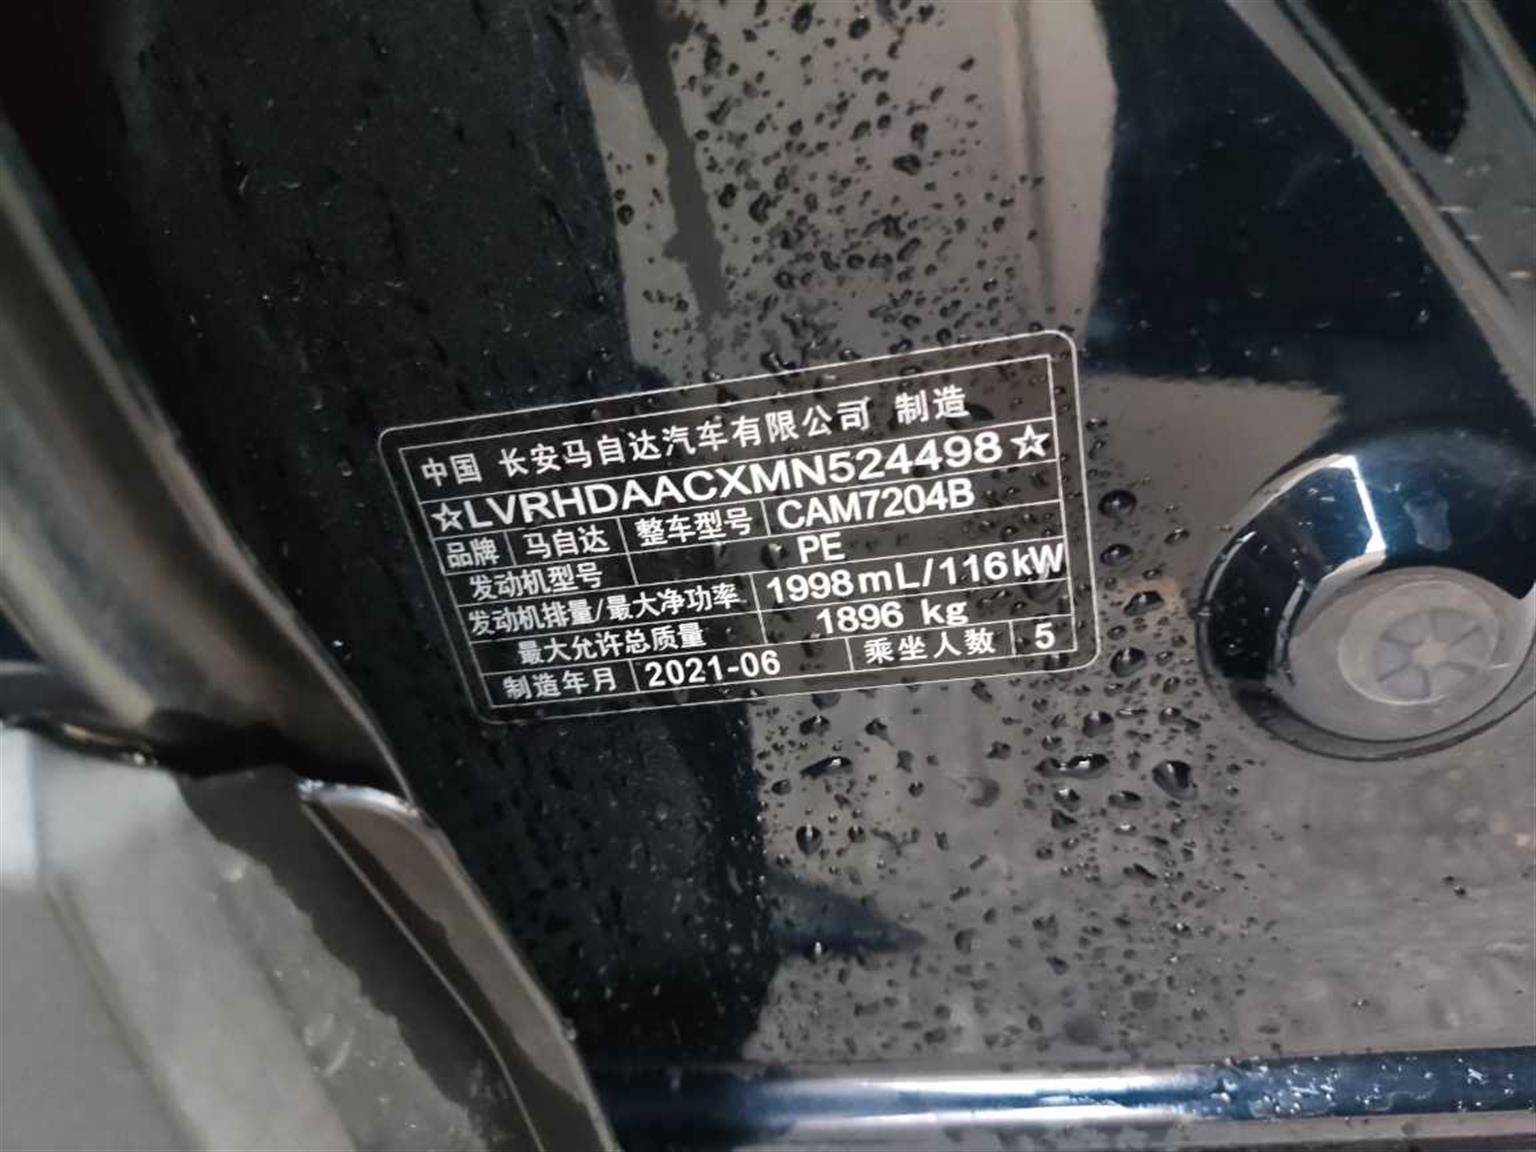 中国 长安马自达汽车有限公司 制造
☆LVRHDAACXMN524498☆
品牌 马自达 整车型号 CAM7204B
发动机型号 PE
发动机排量/最大净功率 1998mL/116kW
最大允许总质量 1896 kg
制造年月 2021-06 乘坐人数 5